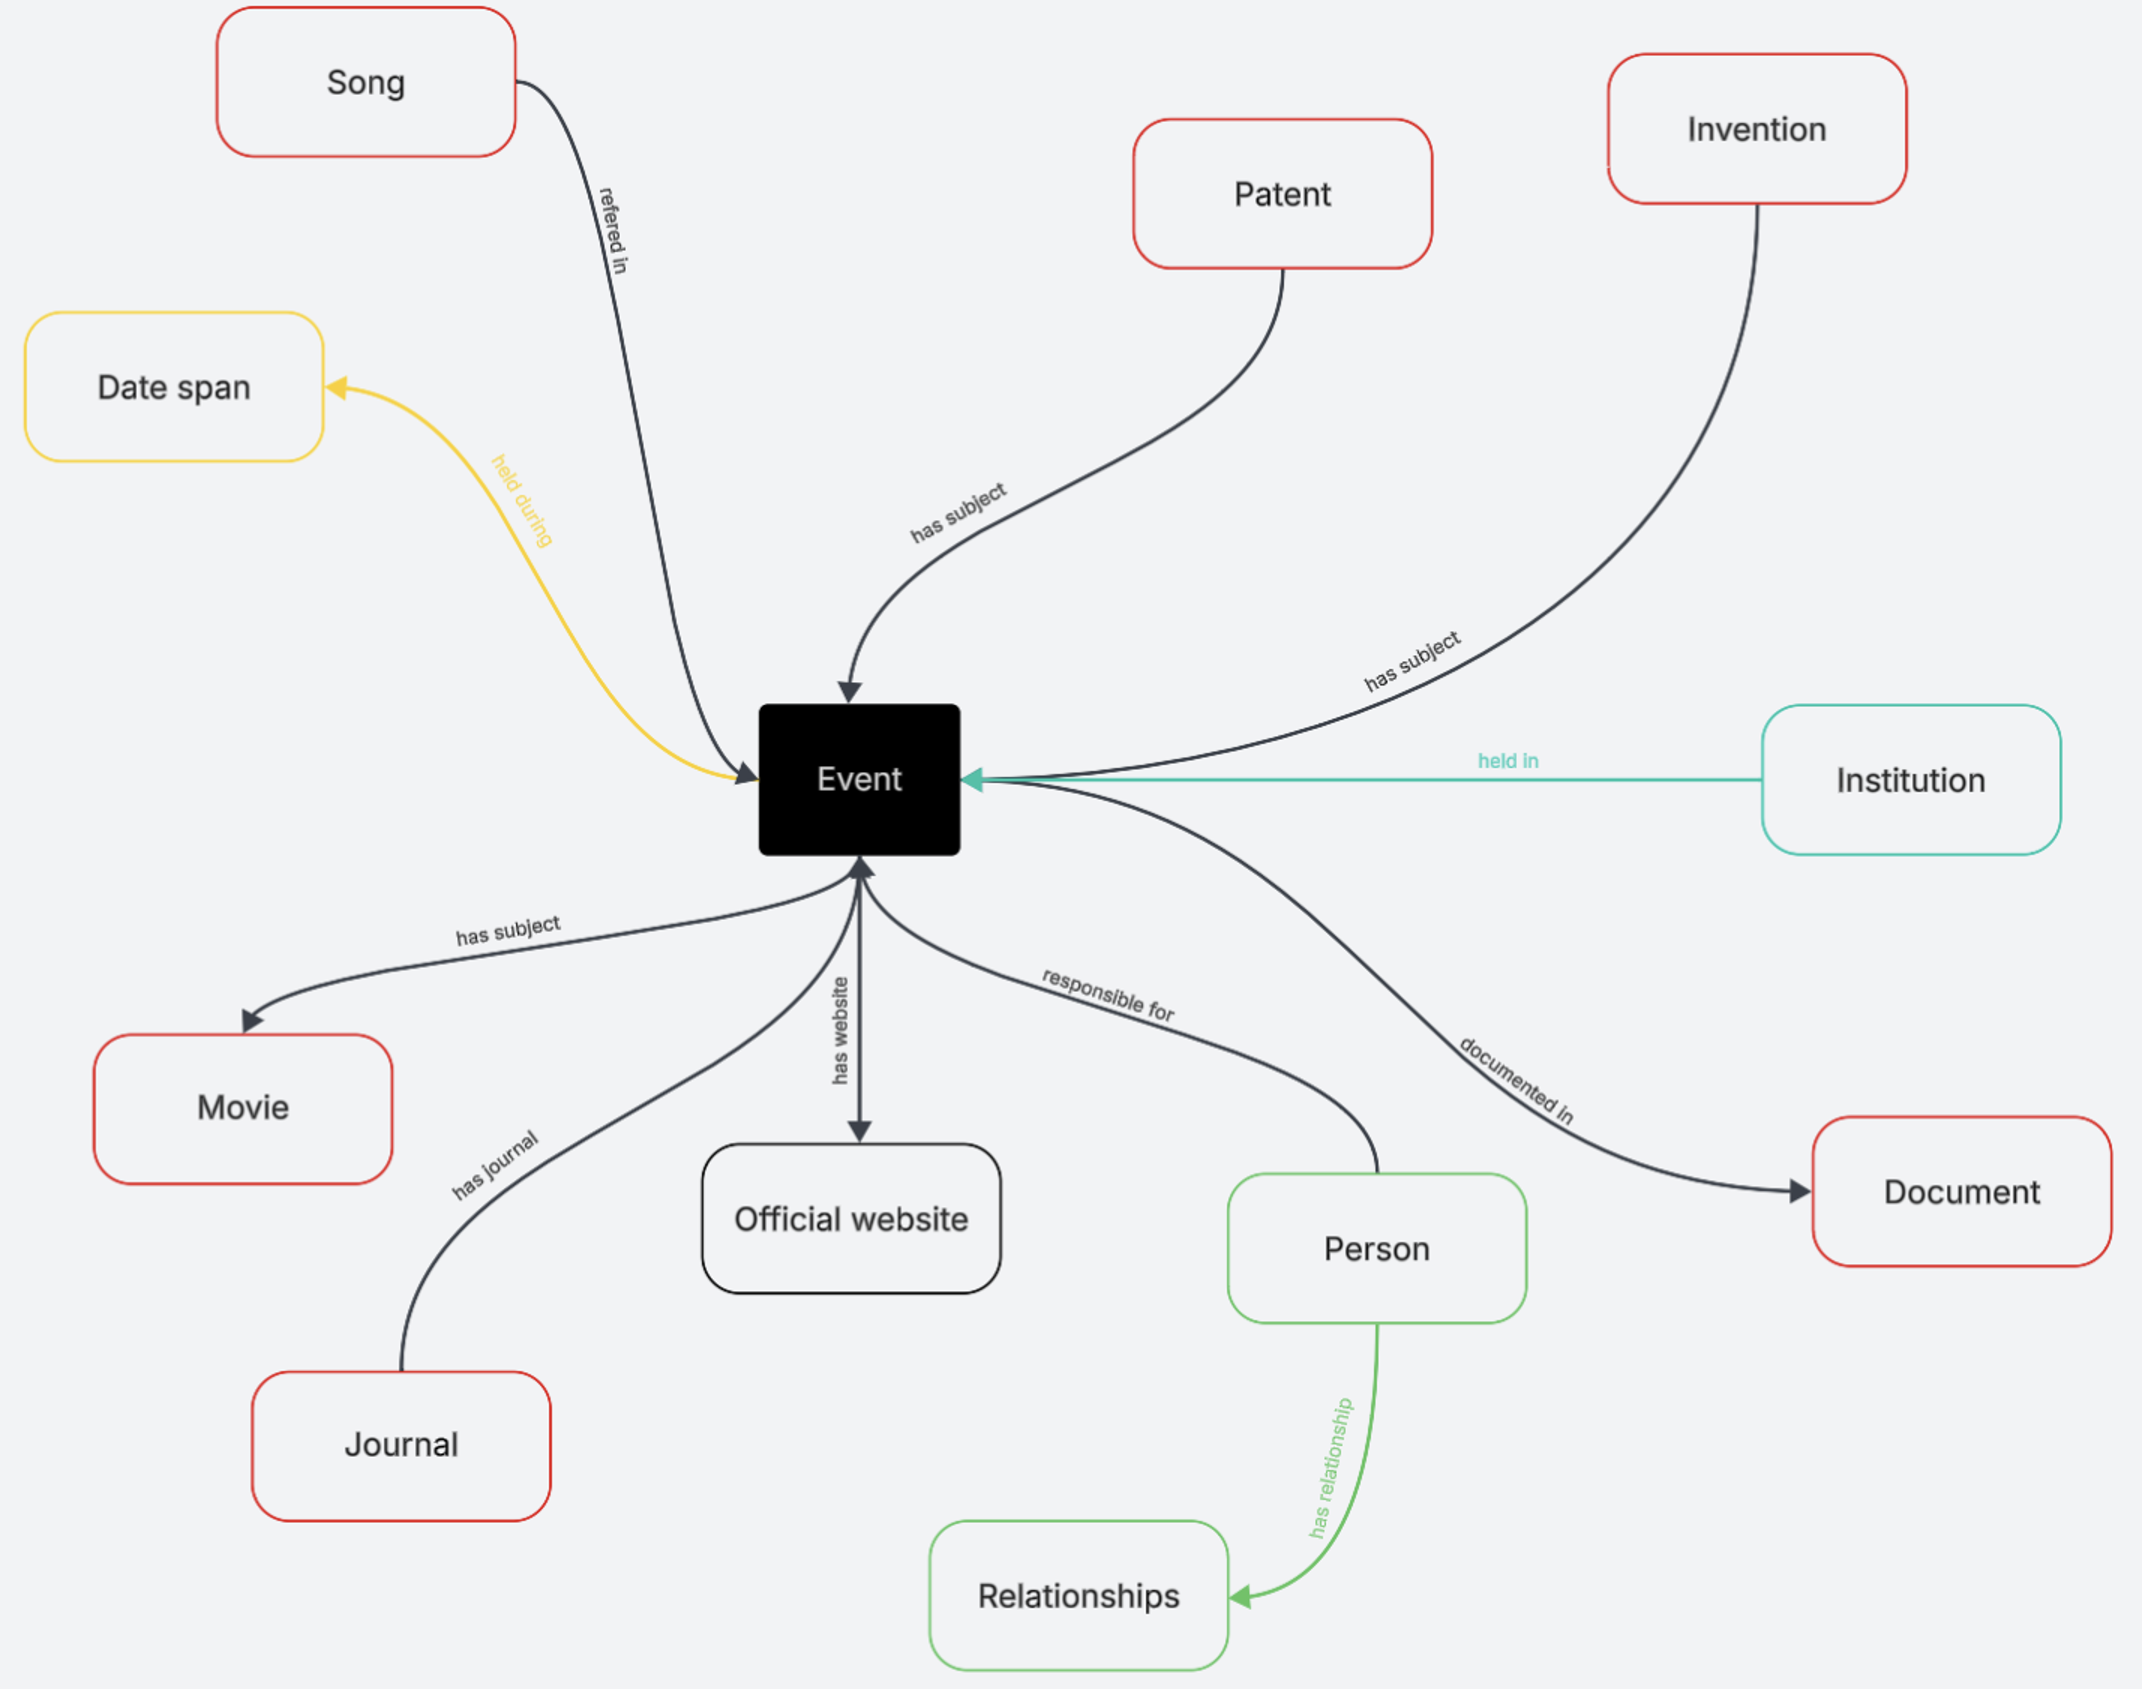 Song
Invention
Patent
refered in
Date span
held during
has subject
has subject
Event
held in
Institution
has subject
has website
responsible for
documented in
Movie
has journal
Official website
Person
Document
Journal
has relationship
Relationships